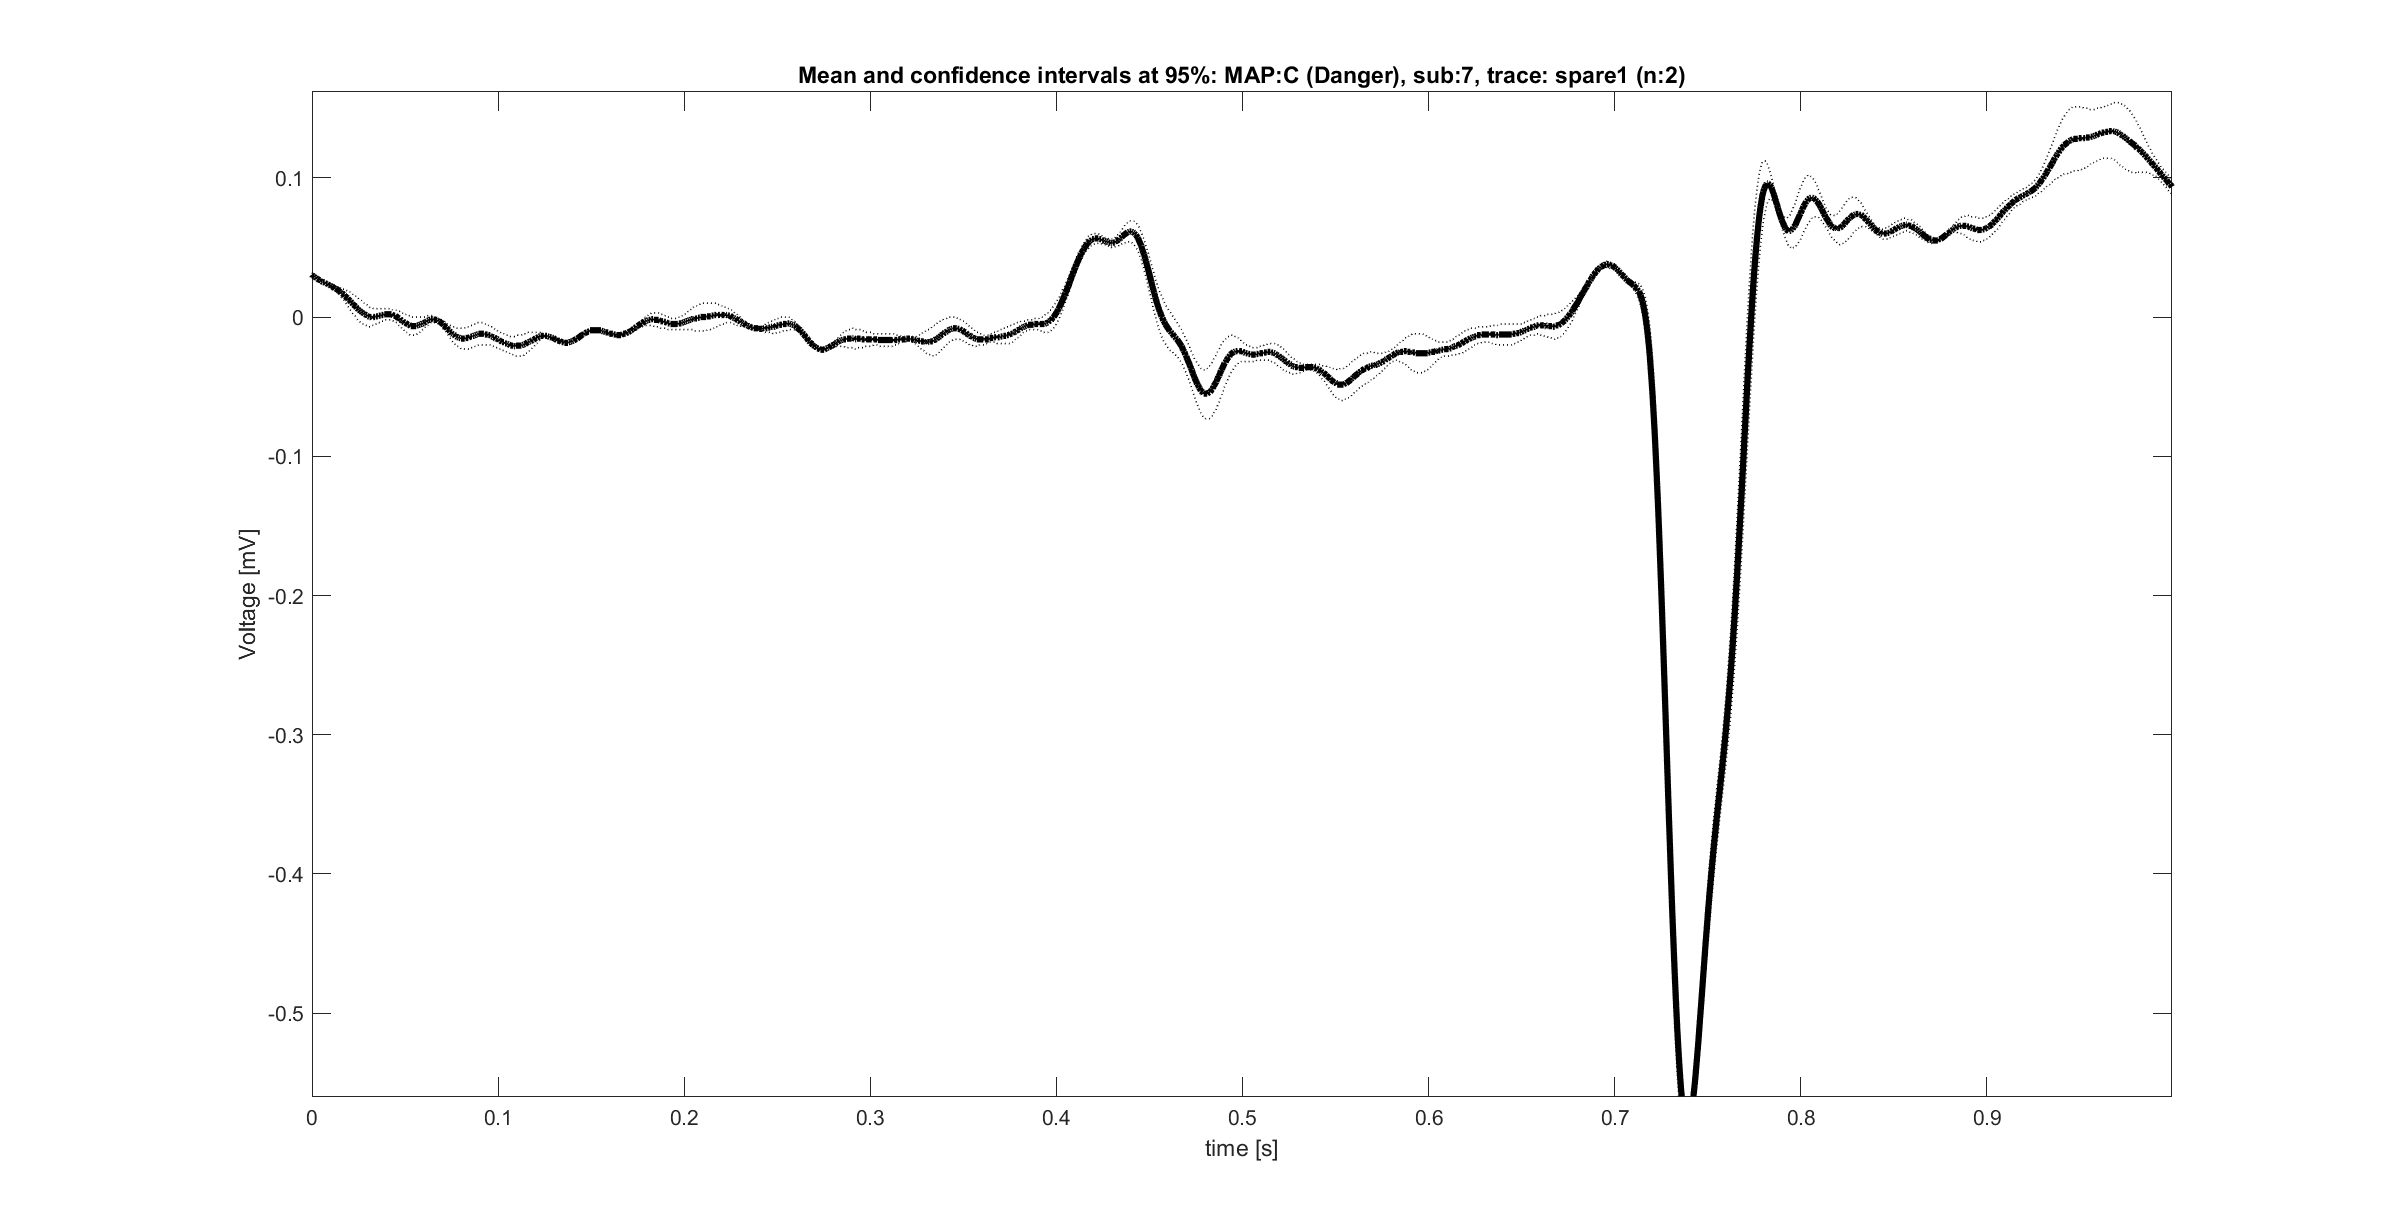 Mean and confidence intervals at 95%: MAP:C (Danger), sub:7, trace: spare1 (n:2)
0.1
0
-0.1
-0.2
-0.3
-0.4
-0.5
Voltage [mV]
0 0.1 0.2 0.3 0.4 0.5 0.6 0.7 0.8 0.9
time [s]